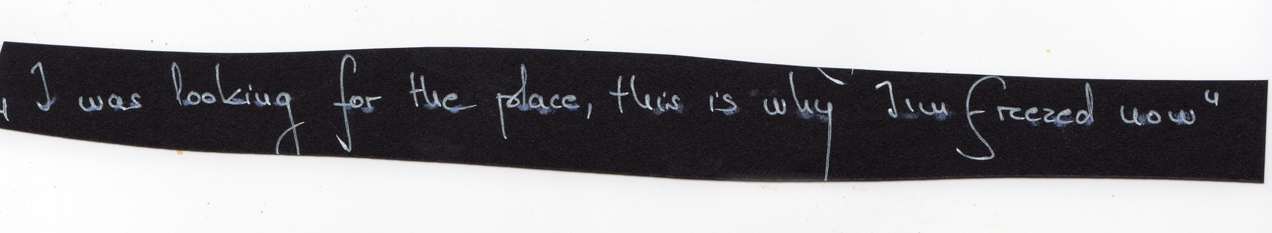 „I was looking for the place, this is why I'm freezed now“